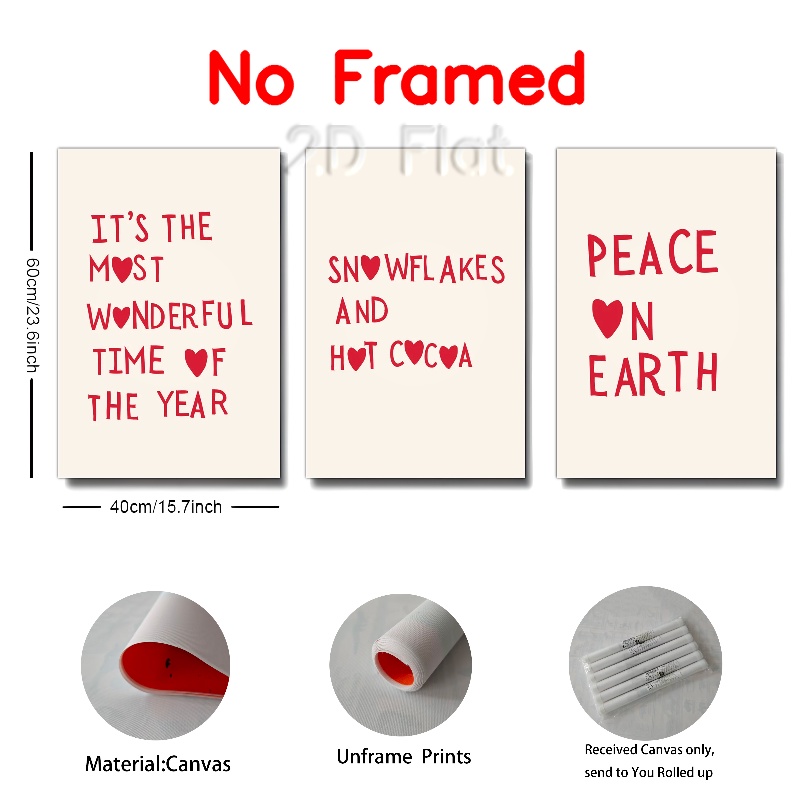 No Framed
2D Flat
60cm/23.6inch
IT'S THE
MOST
WONDERFUL
TIME OF
THE YEAR
SNOWFLAKES
AND
HOT COCOA
PEACE
ON
EARTH
40cm/15.7inch
Material:Canvas
Unframe Prints
Received Canvas only,
send to You Rolled up